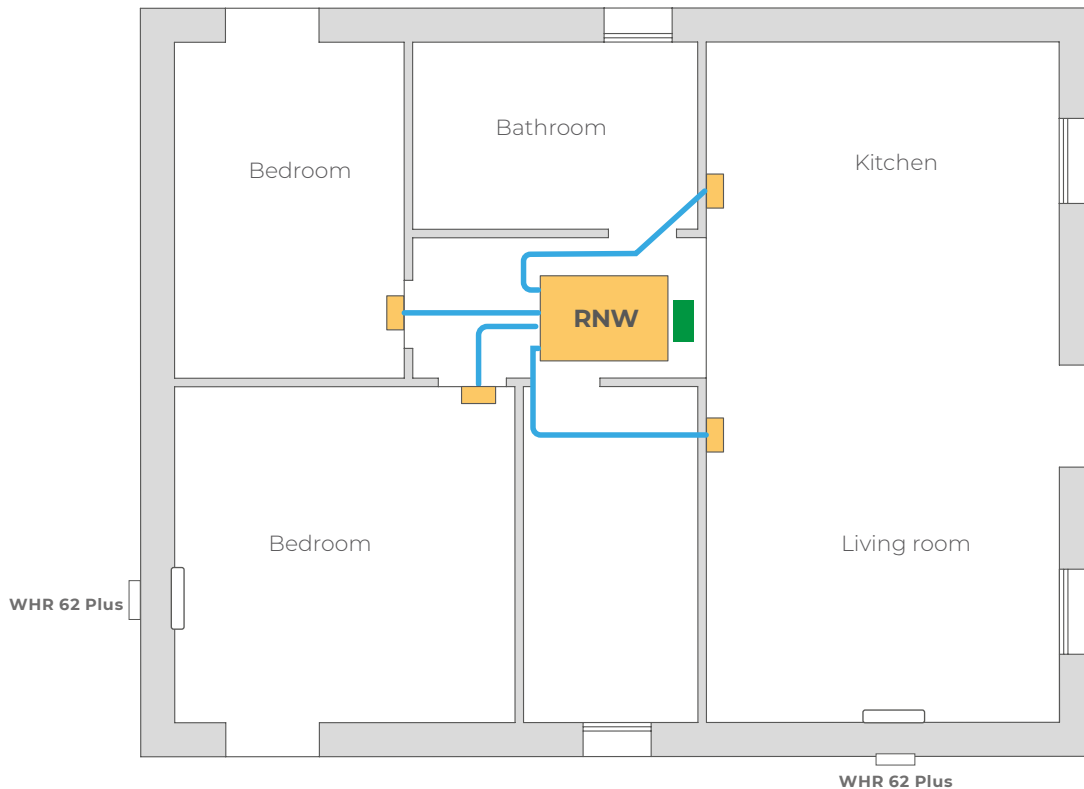 Bathroom
Bedroom
Kitchen
RNW
Bedroom
Living room
WHR 62 Plus
WHR 62 Plus